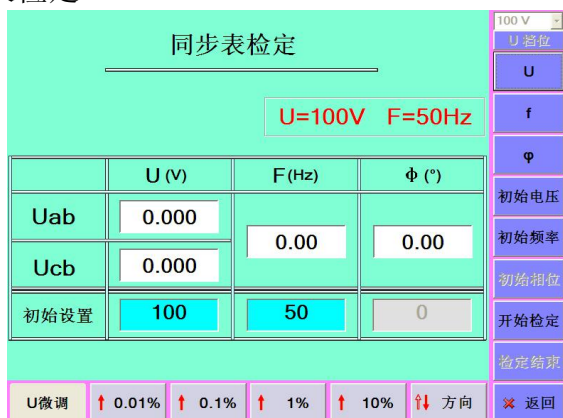 同步表检定
U=100V F=50Hz
U (V) F(Hz) Φ (°)
Uab 0.000
0.00 0.00
Ucb 0.000
初始设置 100 50 0
U微调 0.01% 0.1% 1% 10% 方向
100 V
U 档位
U
f
φ
初始电压
初始频率
初始相位
开始检定
检定结束
返回